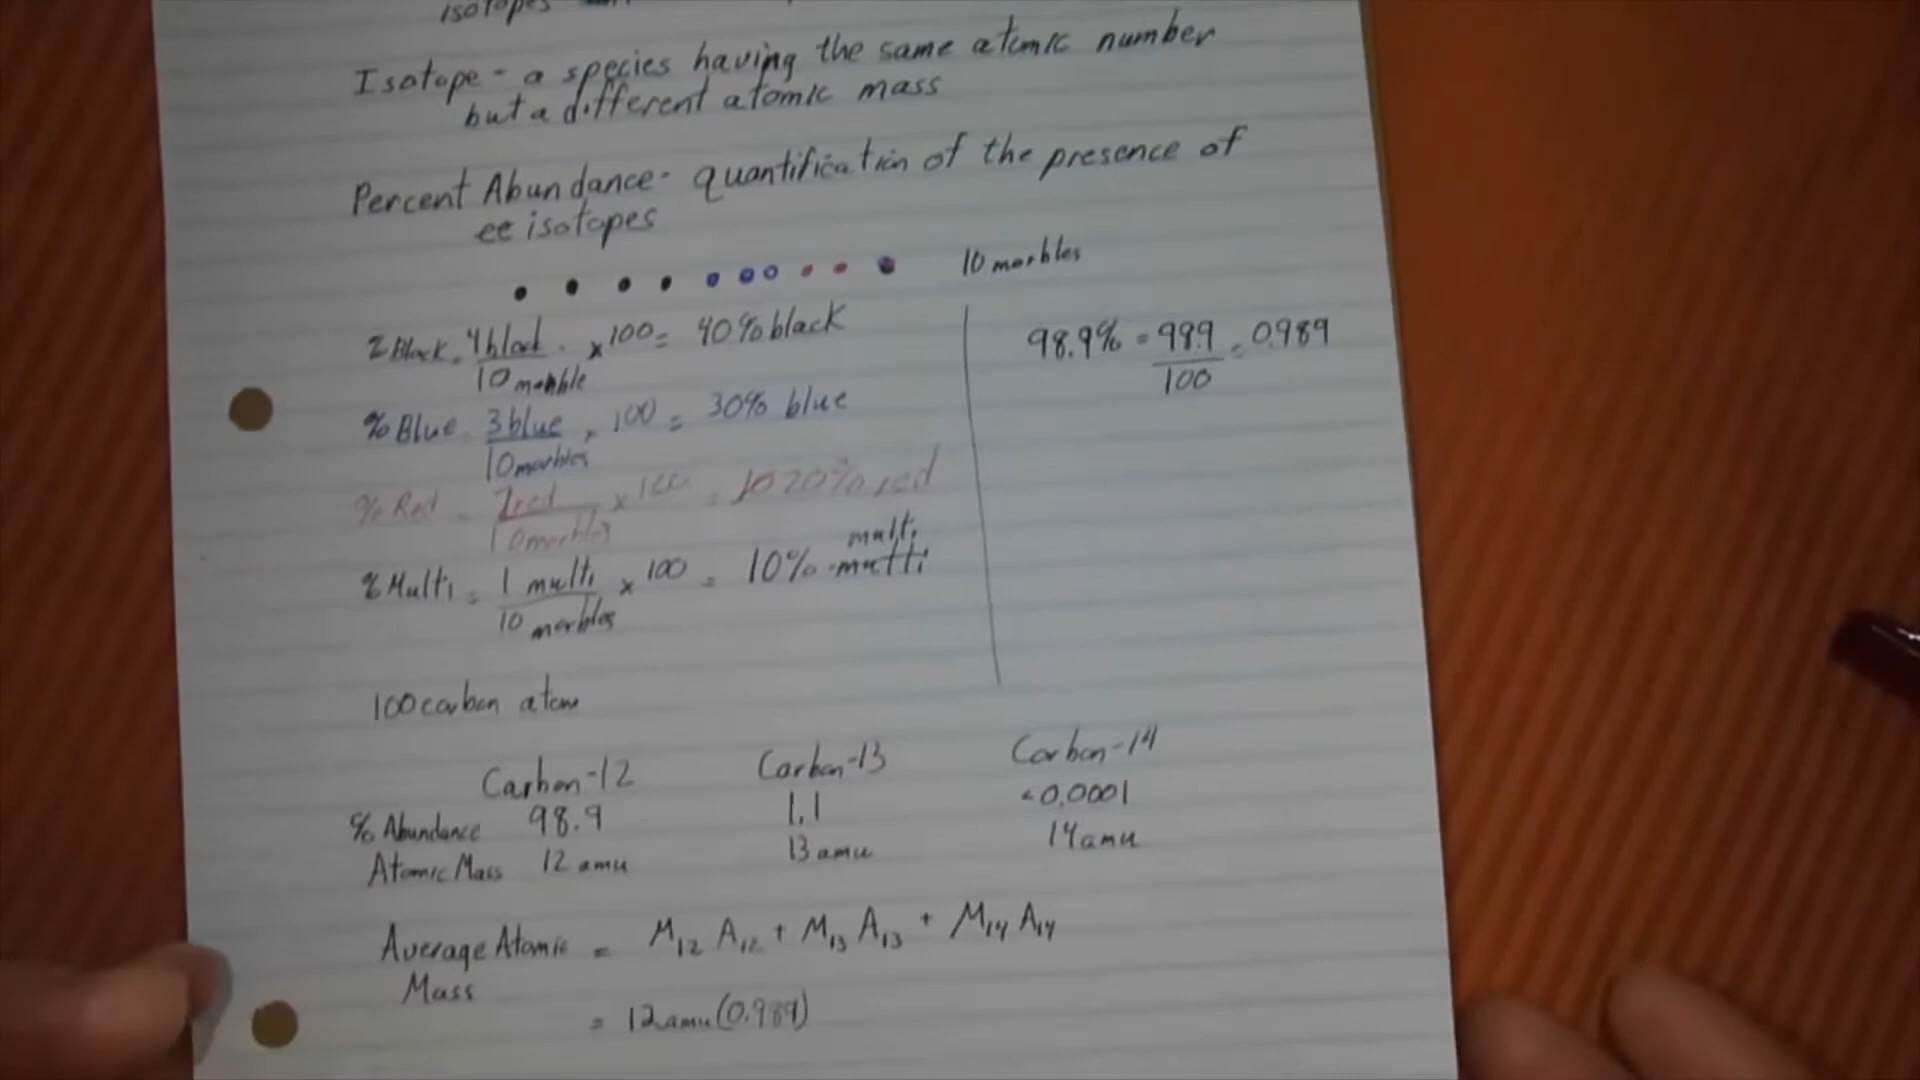 isotopes
Isotope - a species having the same atomic number
but a different atomic mass
Percent Abundance - quantification of the presence of
ee isotopes
10 marbles
% Black = 4 black × 100 = 40% black
10 marble
% Blue = 3 blue × 100 = 30% blue
10 marbles
% Red = 2 red × 100 = 20% red
10 marbles
multi
% Multi = 1 multi × 100 = 10% multi
10 marbles
98.9% = 98.9 = 0.989
100
100 carbon atoms
Carbon-12 Carbon-13 Carbon-14
% Abundance 98.9 1.1 <0.0001
Atomic Mass 12 amu 13 amu 14 amu
Average Atomic = M12 A12 + M13 A13 + M14 A14
Mass
= 12 amu (0.989)